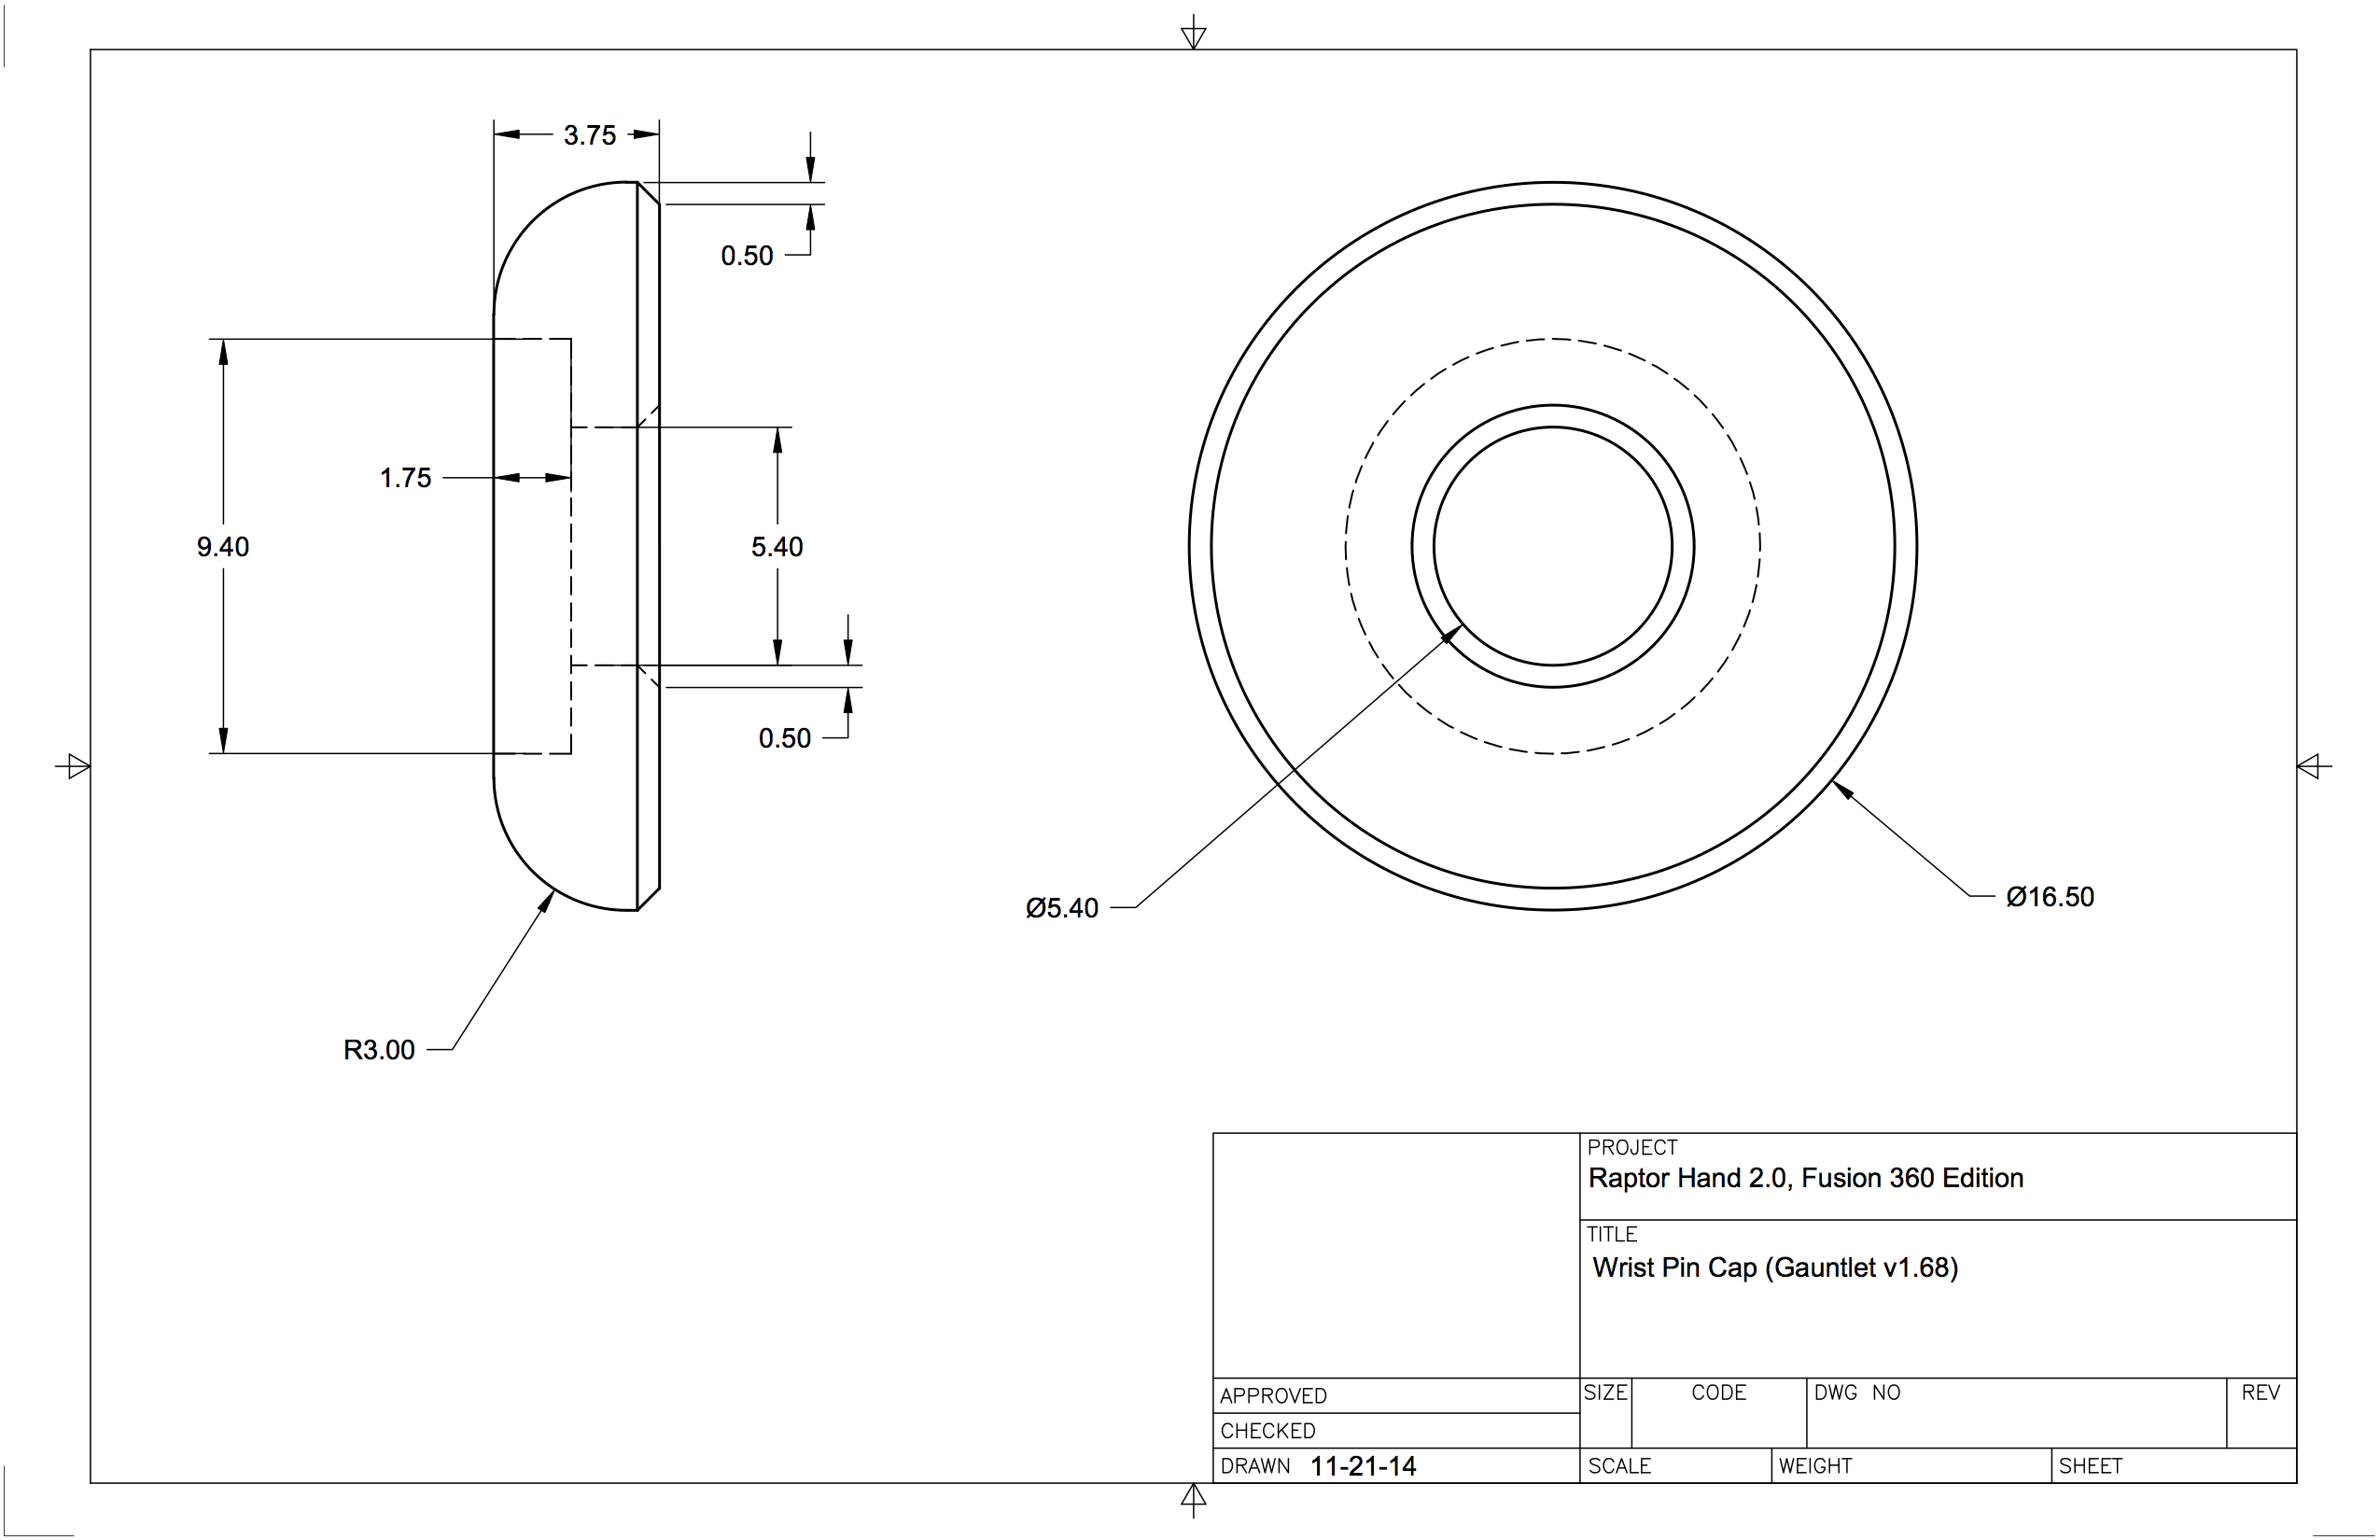 3.75
0.50
1.75
9.40
5.40
0.50
R3.00
Ø5.40
Ø16.50
PROJECT
Raptor Hand 2.0, Fusion 360 Edition
TITLE
Wrist Pin Cap (Gauntlet v1.68)
APPROVED
CHECKED
DRAWN 11-21-14
SIZE CODE DWG NO REV
SCALE WEIGHT SHEET